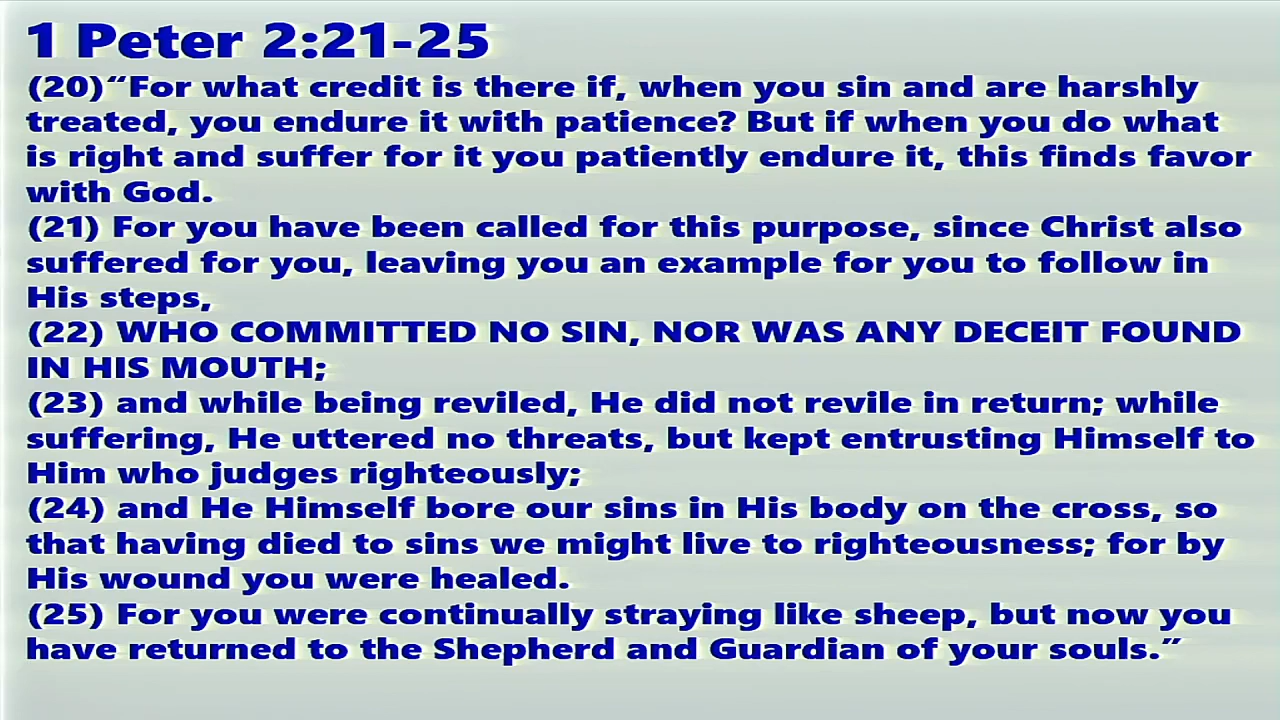 1 Peter 2:21-25
(20)“For what credit is there if, when you sin and are harshly
treated, you endure it with patience? But if when you do what
is right and suffer for it you patiently endure it, this finds favor
with God.
(21) For you have been called for this purpose, since Christ also
suffered for you, leaving you an example for you to follow in
His steps,
(22) WHO COMMITTED NO SIN, NOR WAS ANY DECEIT FOUND
IN HIS MOUTH;
(23) and while being reviled, He did not revile in return; while
suffering, He uttered no threats, but kept entrusting Himself to
Him who judges righteously;
(24) and He Himself bore our sins in His body on the cross, so
that having died to sins we might live to righteousness; for by
His wound you were healed.
(25) For you were continually straying like sheep, but now you
have returned to the Shepherd and Guardian of your souls.”